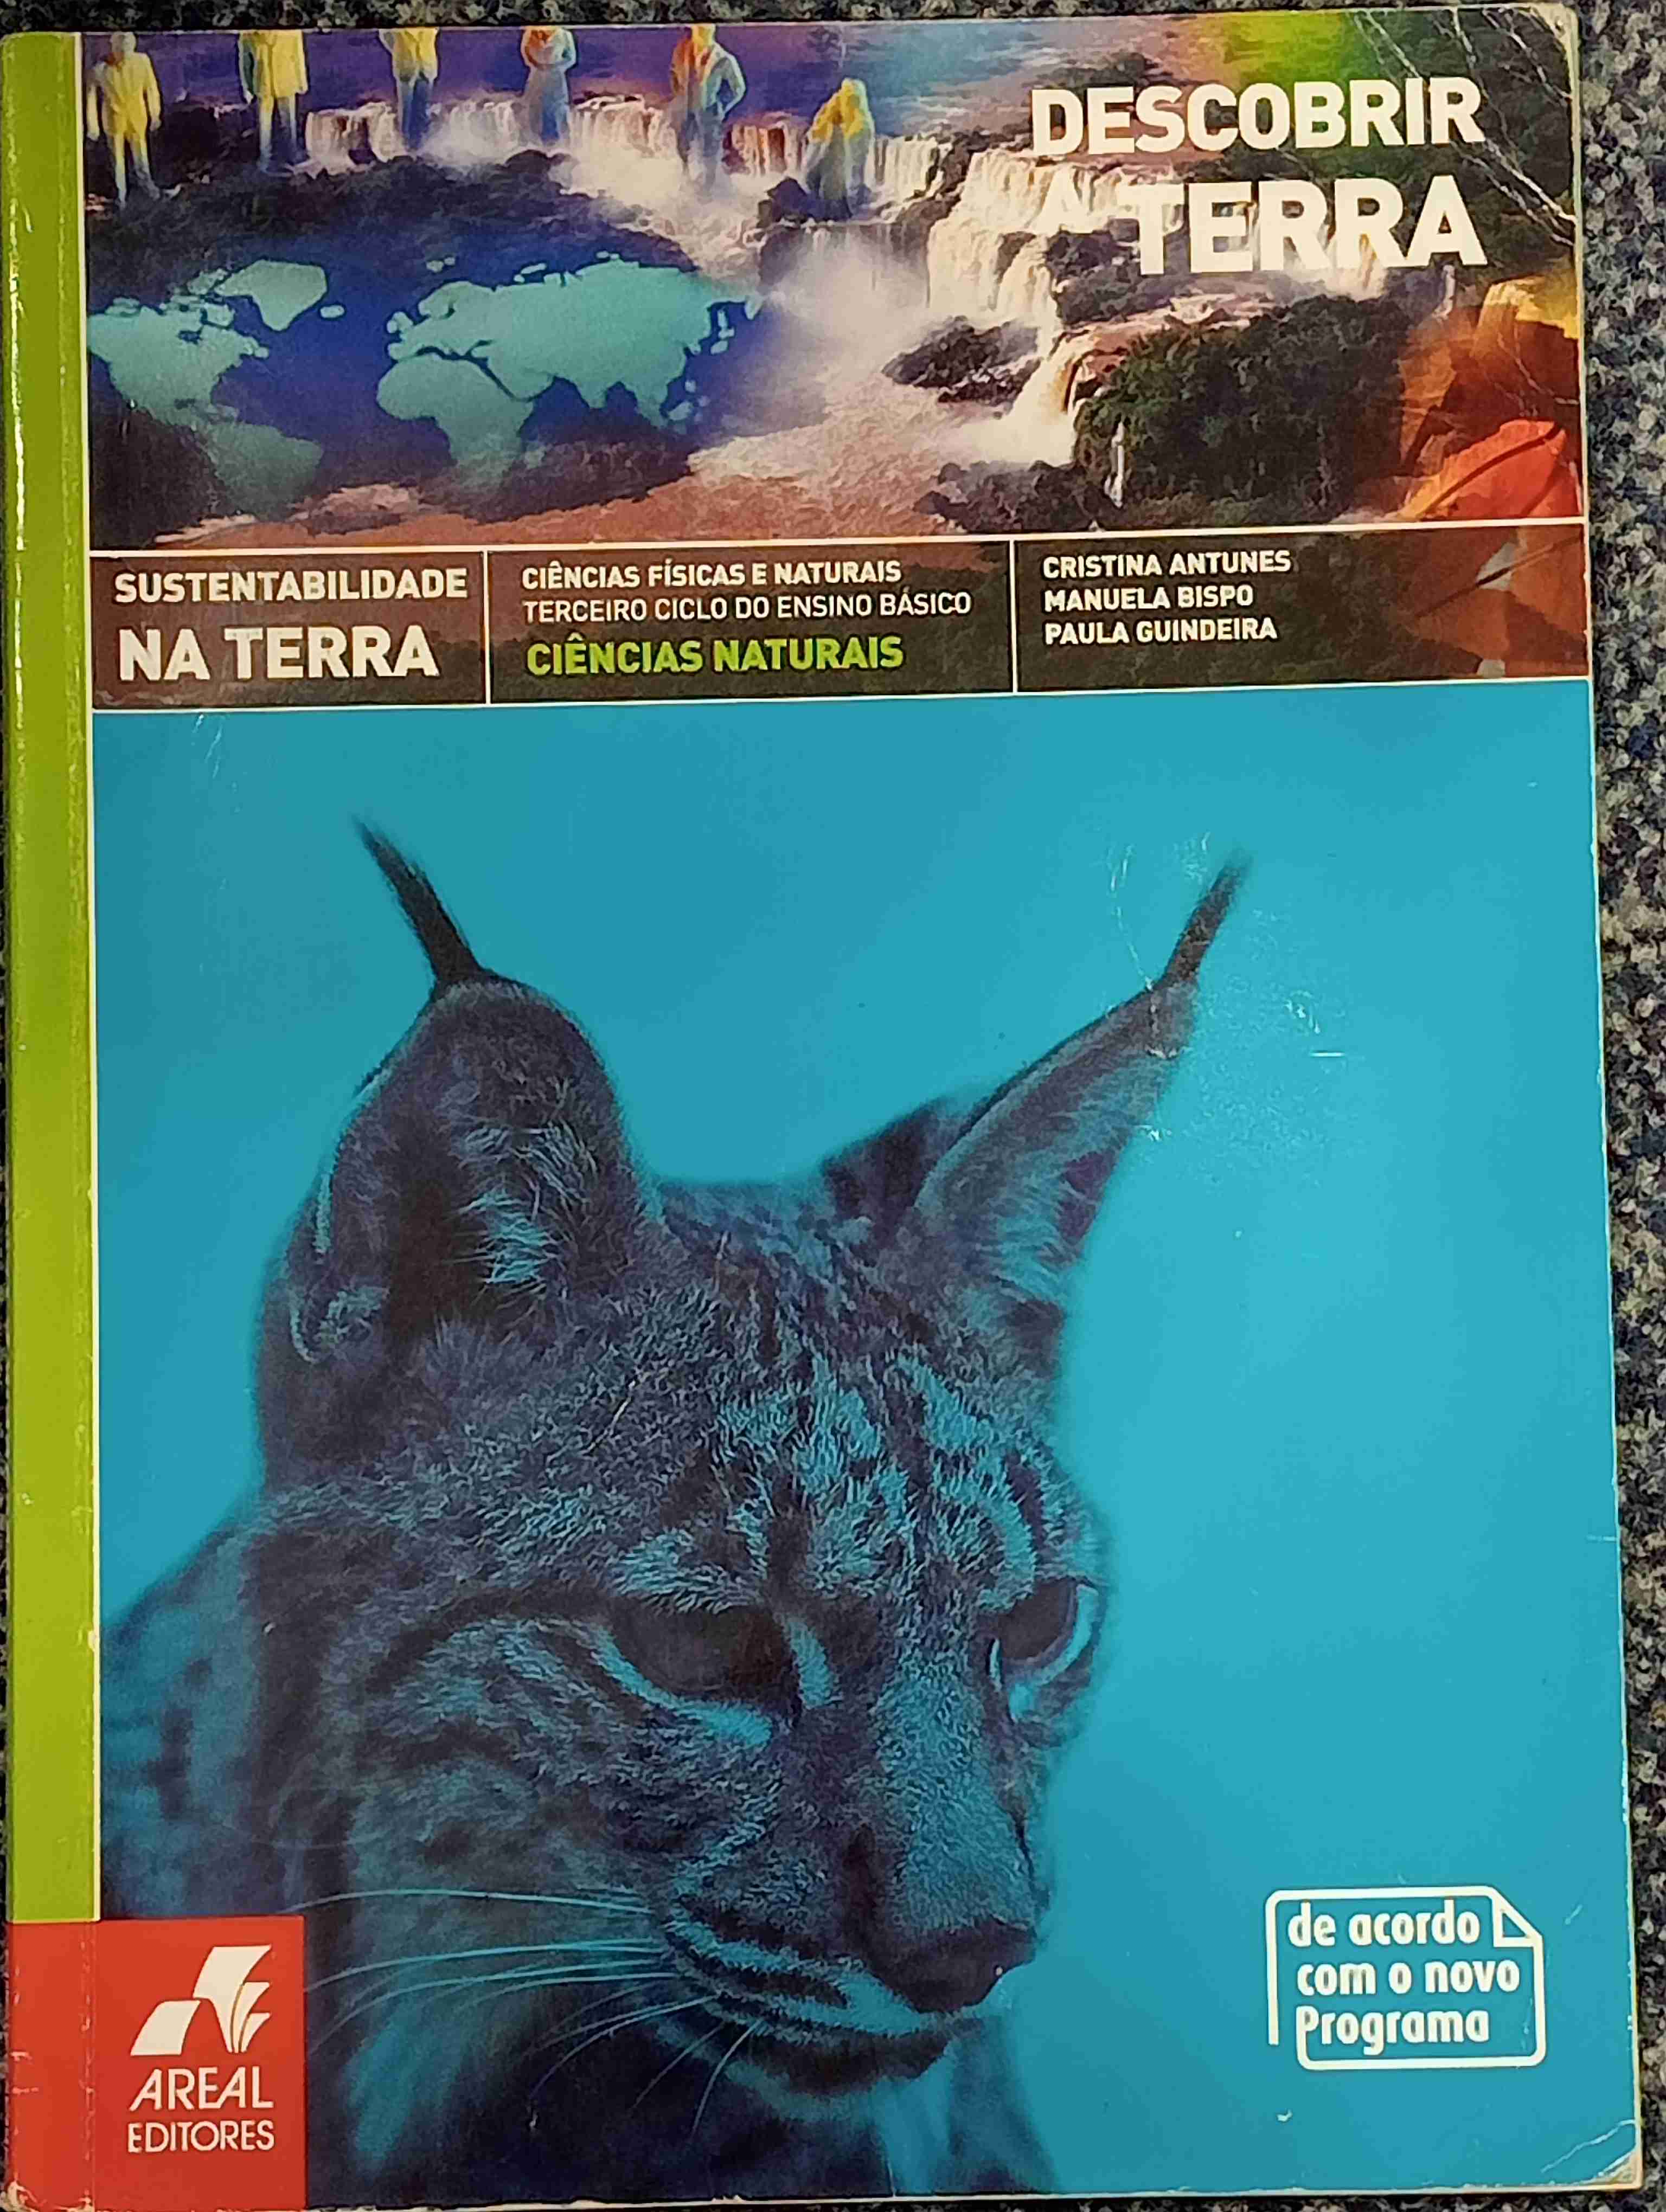 DESCOBRIR
A TERRA
SUSTENTABILIDADE
NA TERRA
CIÊNCIAS FÍSICAS E NATURAIS
TERCEIRO CICLO DO ENSINO BÁSICO
CIÊNCIAS NATURAIS
CRISTINA ANTUNES
MANUELA BISPO
PAULA GUINDEIRA
de acordo
com o novo
Programa
AREAL
EDITORES